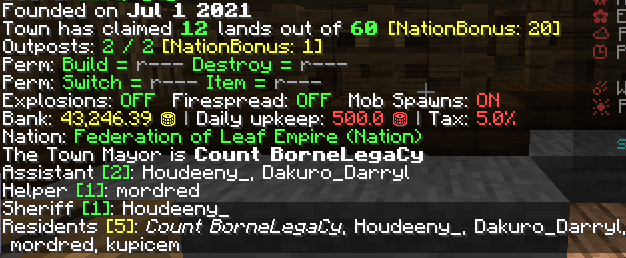 Founded on Jul 1 2021
Town has claimed 12 lands out of 60 [NationBonus: 20]
Outposts: 2 / 2 [NationBonus: 1]
Perm: Build = r--- Destroy = r---
Perm: Switch = r--- Item = r---
Explosions: OFF Firespread: OFF Mob Spawns: ON
Bank: 43,246.39 | Daily upkeep: 500.0 | Tax: 5.0%
Nation: Federation of Leaf Empire (Nation)
The Town Mayor is Count BorneLegaCy
Assistant [2]: Houdeeny_, Dakuro_Darryl
Helper [1]: mordred
Sheriff [1]: Houdeeny_
Residents [5]: Count BorneLegaCy, Houdeeny_, Dakuro_Darryl,
mordred, kupicem